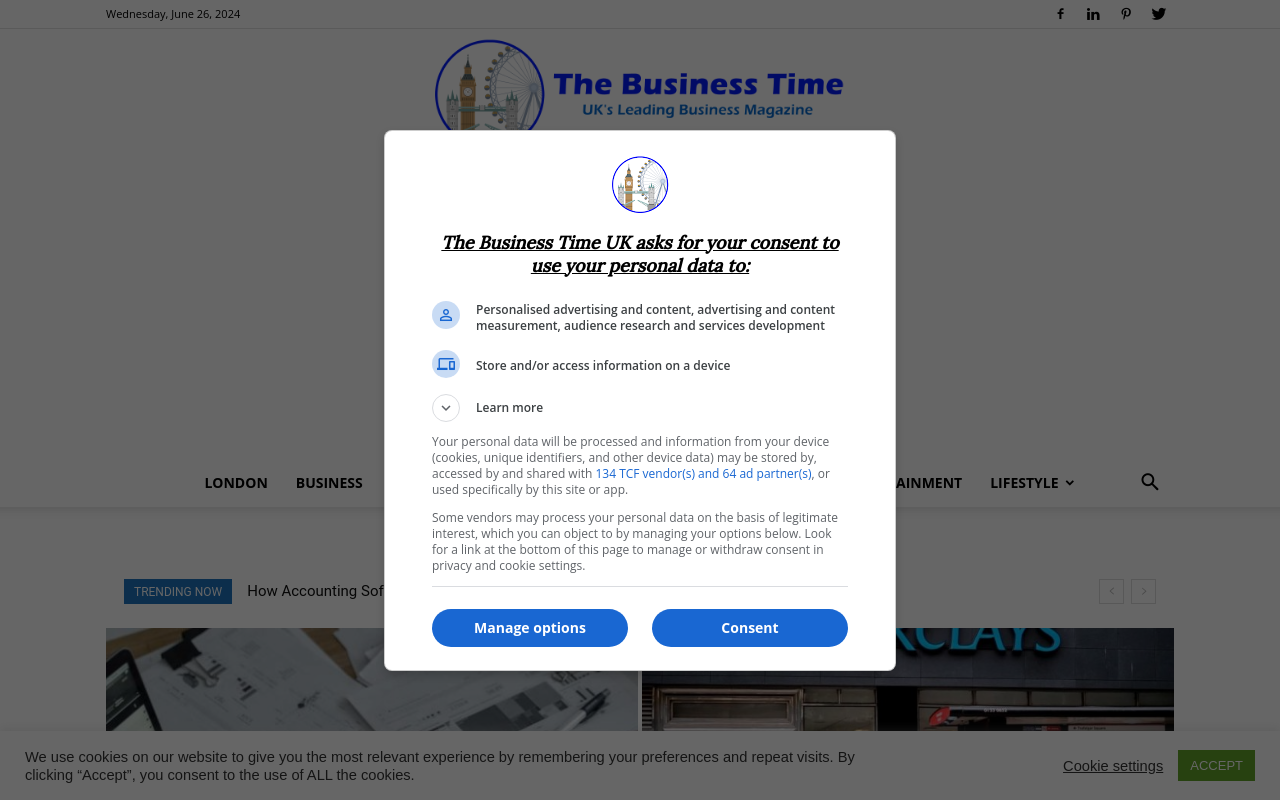 Wednesday, June 26, 2024
The Business Time
UK's Leading Business Magazine
The Business Time UK asks for your consent to
use your personal data to:
Personalised advertising and content, advertising and content
measurement, audience research and services development
Store and/or access information on a device
Learn more
Your personal data will be processed and information from your device
(cookies, unique identifiers, and other device data) may be stored by,
accessed by and shared with 134 TCF vendor(s) and 64 ad partner(s), or
used specifically by this site or app.
Some vendors may process your personal data on the basis of legitimate
interest, which you can object to by managing your options below. Look
for a link at the bottom of this page to manage or withdraw consent in
privacy and cookie settings.
Manage options Consent
LONDON BUSINESS AINMENT LIFESTYLE
TRENDING NOW How Accounting Sof
RCLAYS
We use cookies on our website to give you the most relevant experience by remembering your preferences and repeat visits. By
clicking “Accept”, you consent to the use of ALL the cookies.
Cookie settings ACCEPT